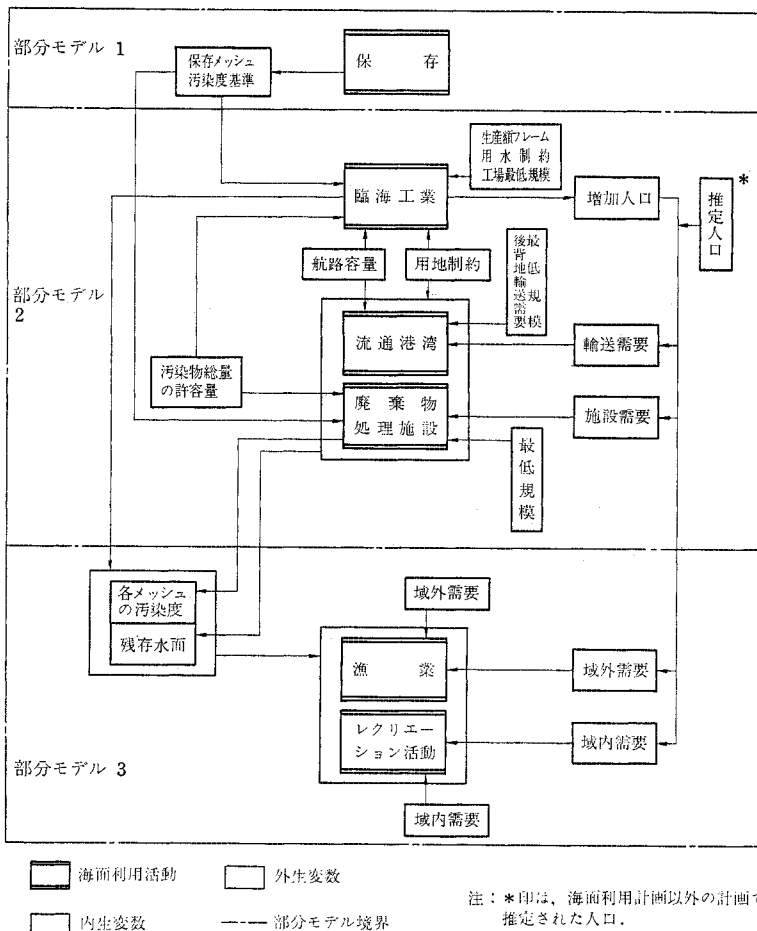 部分モデル 1
保存メッシュ
汚染度基準
保 存
生産額フレーム
用 水 制 約
工場最低規模
臨海工業
増加人口
推定人口
*
航路容量
用地制約
最低規模
後背地輸送需要
部分モデル
2
流通港湾
輸送需要
汚染物総量
の許容量
廃 棄 物
処理施設
施設需要
最低規模
各メッシュ
の汚染度
残存水面
域外需要
漁 業
域外需要
レクリエー
ション活動
域内需要
部分モデル 3
域内需要
海面利用活動
外生変数
内生変数
部分モデル境界
注：*印は，海面利用計画以外の計画で
推定された人口．